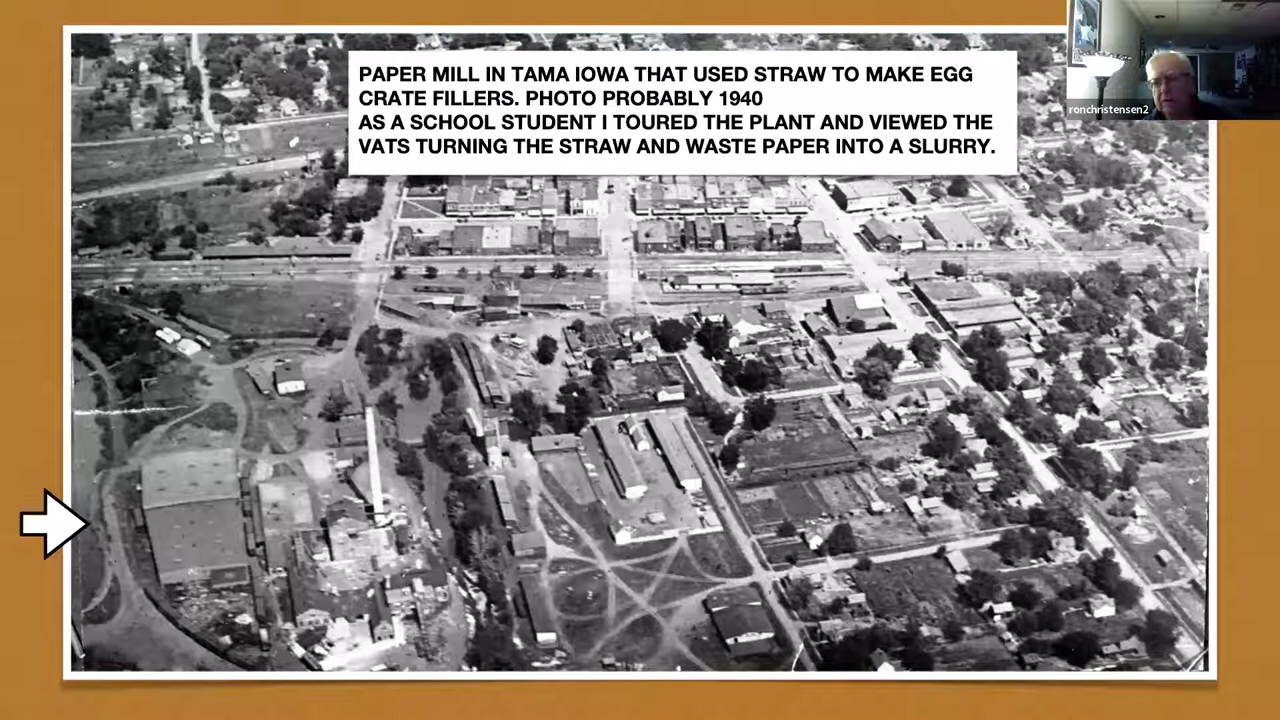 PAPER MILL IN TAMA IOWA THAT USED STRAW TO MAKE EGG
CRATE FILLERS. PHOTO PROBABLY 1940
AS A SCHOOL STUDENT I TOURED THE PLANT AND VIEWED THE
VATS TURNING THE STRAW AND WASTE PAPER INTO A SLURRY.
ronchristensen2